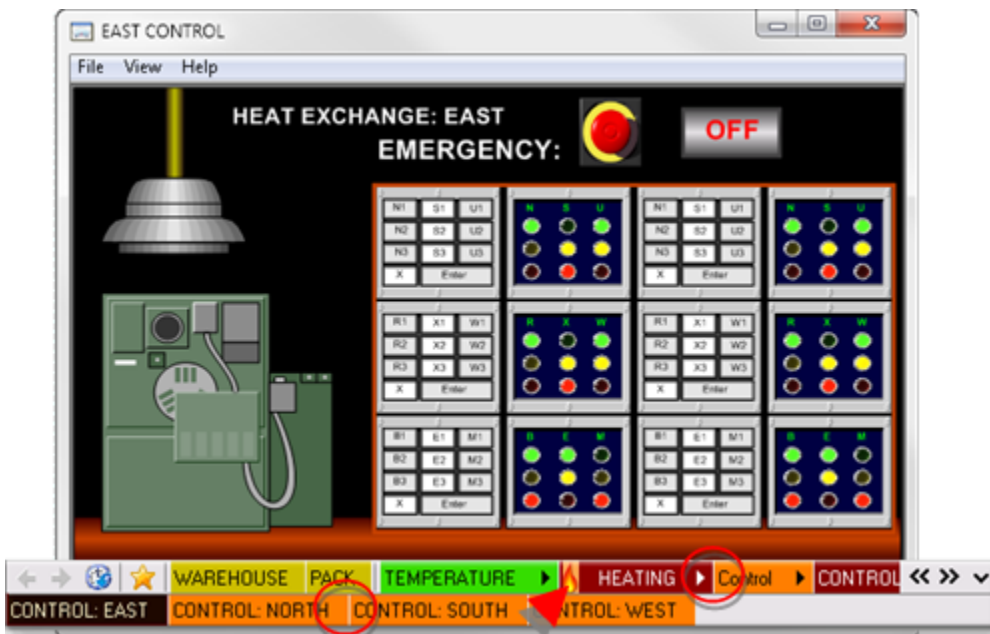 EAST CONTROL
File View Help
HEAT EXCHANGE: EAST
EMERGENCY:
OFF
N1 S1 U1 N S U N1 S1 U1 N S U
N2 S2 U2 N2 S2 U2
N3 S3 U3 N3 S3 U3
X Enter X Enter
R1 X1 W1 R X W R1 X1 W1 R X W
R2 X2 W2 R2 X2 W2
R3 X3 W3 R3 X3 W3
X Enter X Enter
B1 E1 M1 B E M B1 E1 M1 B E M
B2 E2 M2 B2 E2 M2
B3 E3 M3 B3 E3 M3
X Enter X Enter
WAREHOUSE PACK TEMPERATURE HEATING Control CONTROL
CONTROL: EAST CONTROL: NORTH CONTROL: SOUTH NTROL: WEST